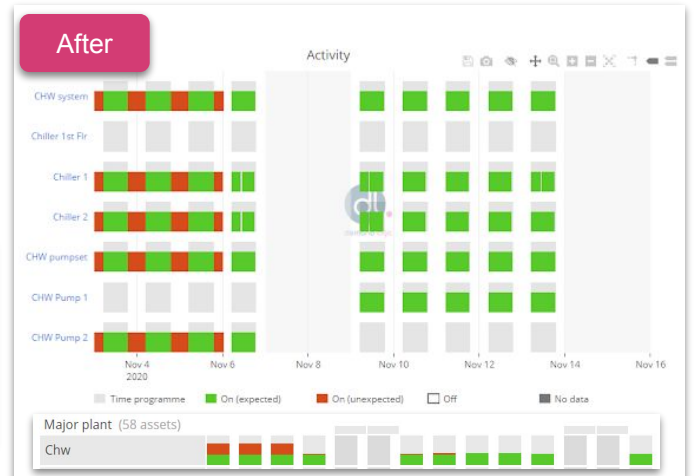 After
Activity
CHW system
Chiller 1st Flr
Chiller 1
Chiller 2
CHW pumpset
CHW Pump 1
CHW Pump 2
Nov 4 Nov 6 Nov 8 Nov 10 Nov 12 Nov 14 Nov 16
2020
Time programme On (expected) On (unexpected) Off No data
Major plant (58 assets)
Chw